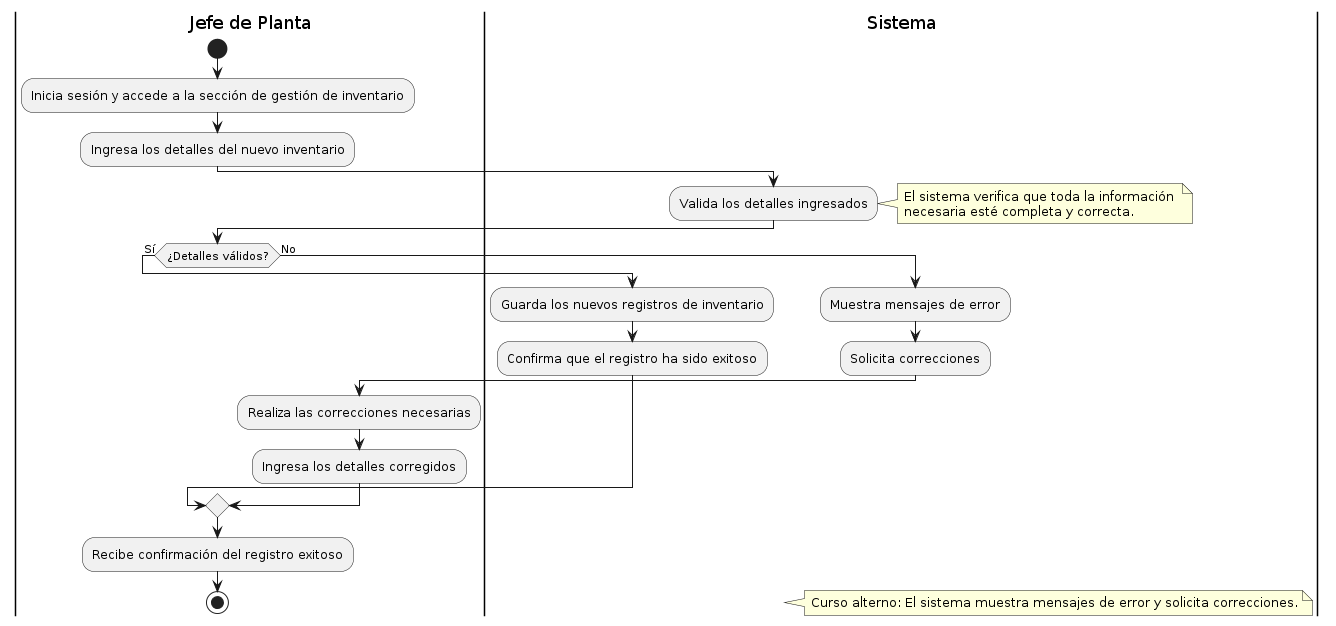 Jefe de Planta
Sistema
Inicia sesión y accede a la sección de gestión de inventario
Ingresa los detalles del nuevo inventario
Valida los detalles ingresados
El sistema verifica que toda la información
necesaria esté completa y correcta.
Sí
¿Detalles válidos?
No
Guarda los nuevos registros de inventario
Muestra mensajes de error
Confirma que el registro ha sido exitoso
Solicita correcciones
Realiza las correcciones necesarias
Ingresa los detalles corregidos
Recibe confirmación del registro exitoso
Curso alterno: El sistema muestra mensajes de error y solicita correcciones.